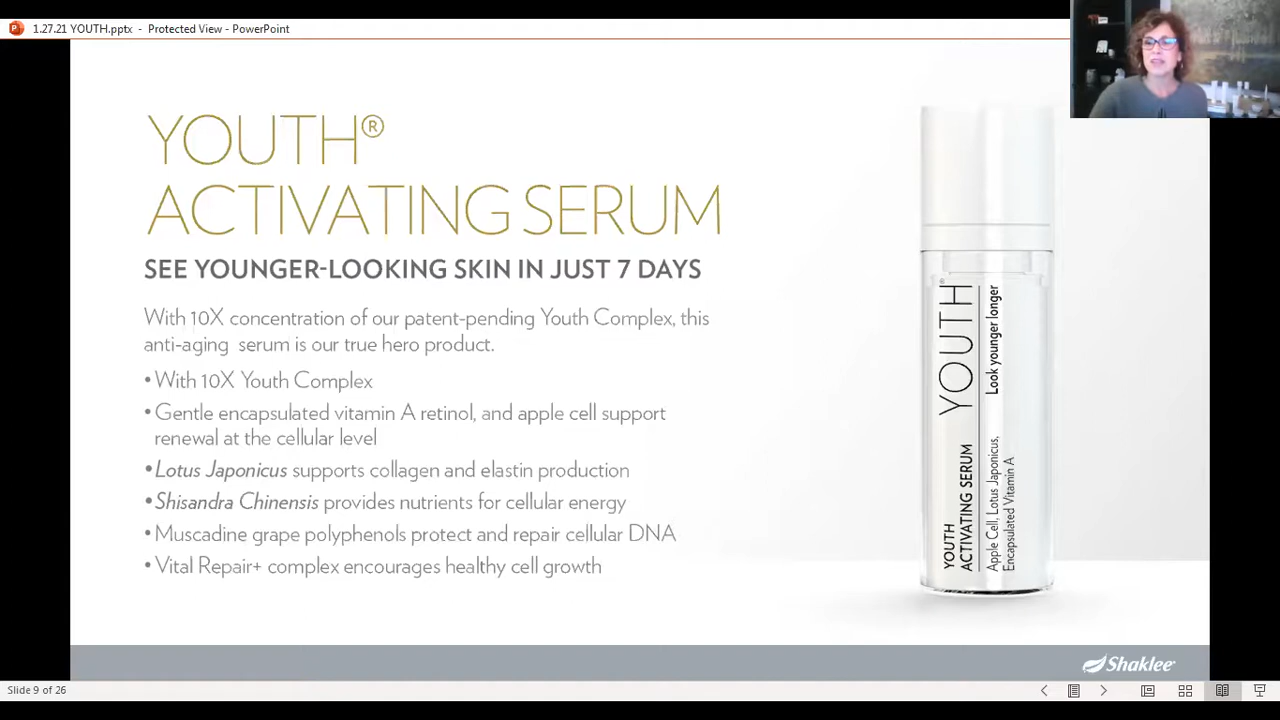 1.27.21 YOUTH.pptx - Protected View - PowerPoint
YOUTH®
ACTIVATING SERUM
SEE YOUNGER-LOOKING SKIN IN JUST 7 DAYS
With 10X concentration of our patent-pending Youth Complex, this
anti-aging serum is our true hero product.
• With 10X Youth Complex
• Gentle encapsulated vitamin A retinol, and apple cell support
renewal at the cellular level
• Lotus Japonicus supports collagen and elastin production
• Shisandra Chinensis provides nutrients for cellular energy
• Muscadine grape polyphenols protect and repair cellular DNA
• Vital Repair+ complex encourages healthy cell growth
YOUTH®
Look younger longer
YOUTH
ACTIVATING SERUM
Apple Cell, Lotus Japonicus,
Encapsulated Vitamin A
Shaklee
Slide 9 of 26